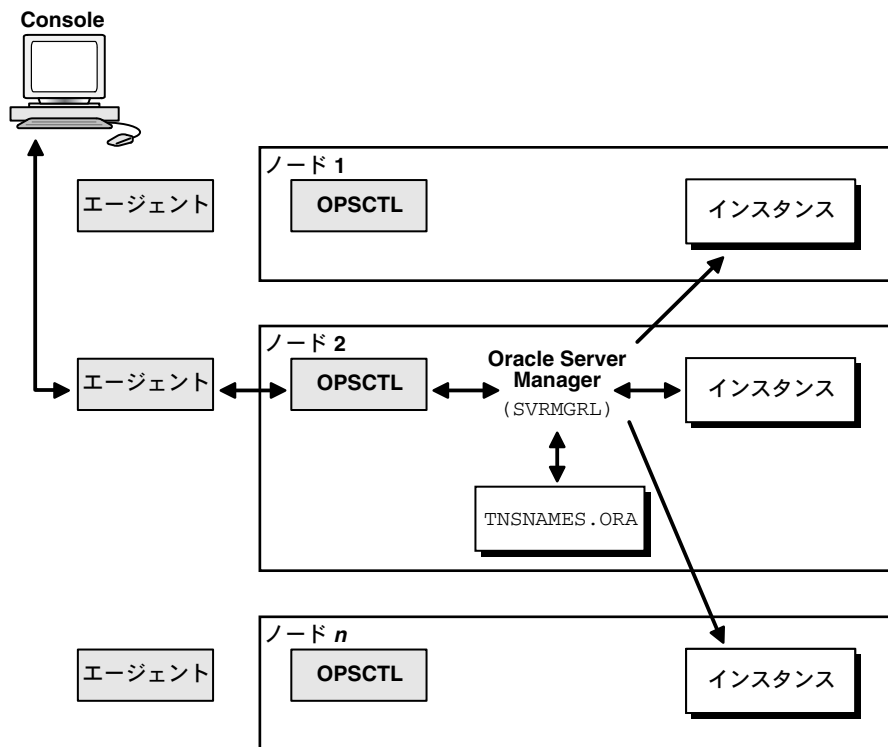 Console
ノード 1
エージェント
OPSCTL
インスタンス
ノード 2
エージェント
OPSCTL
Oracle Server
Manager
(SVRMGRL)
インスタンス
TNSNAMES.ORA
ノード n
エージェント
OPSCTL
インスタンス